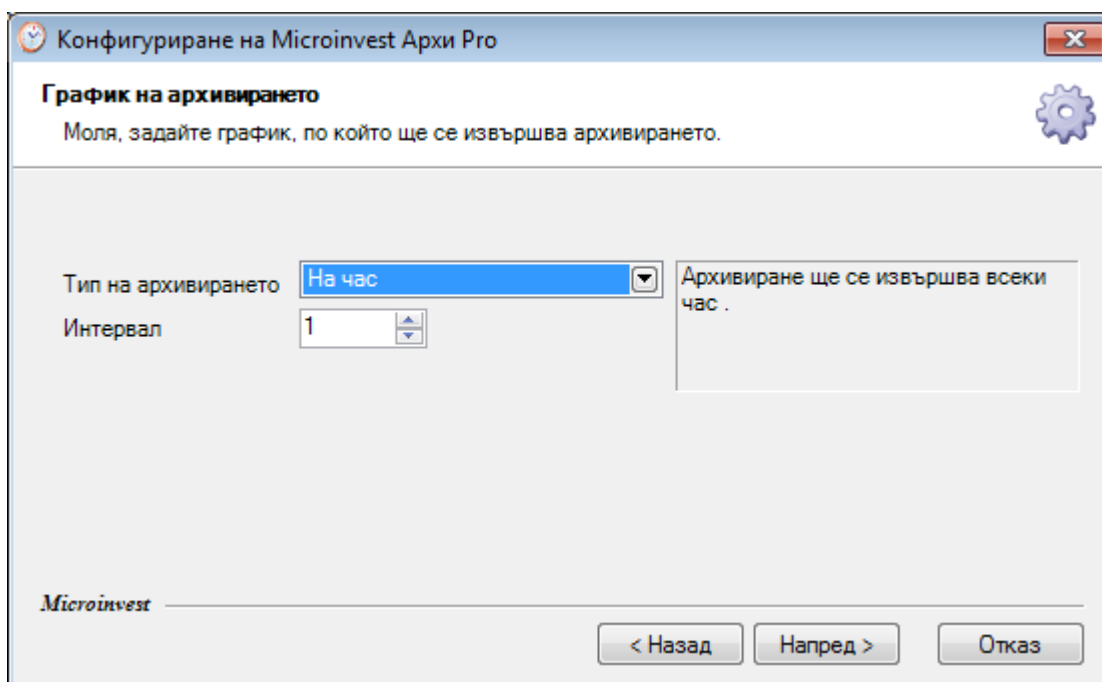 Конфигуриране на Microinvest Архи Pro
График на архивирането
Моля, задайте график, по който ще се извършва архивирането.
Тип на архивирането
На час
Архивиране ще се извършва всеки
час .
Интервал
1
Microinvest
< Назад
Напред >
Отказ